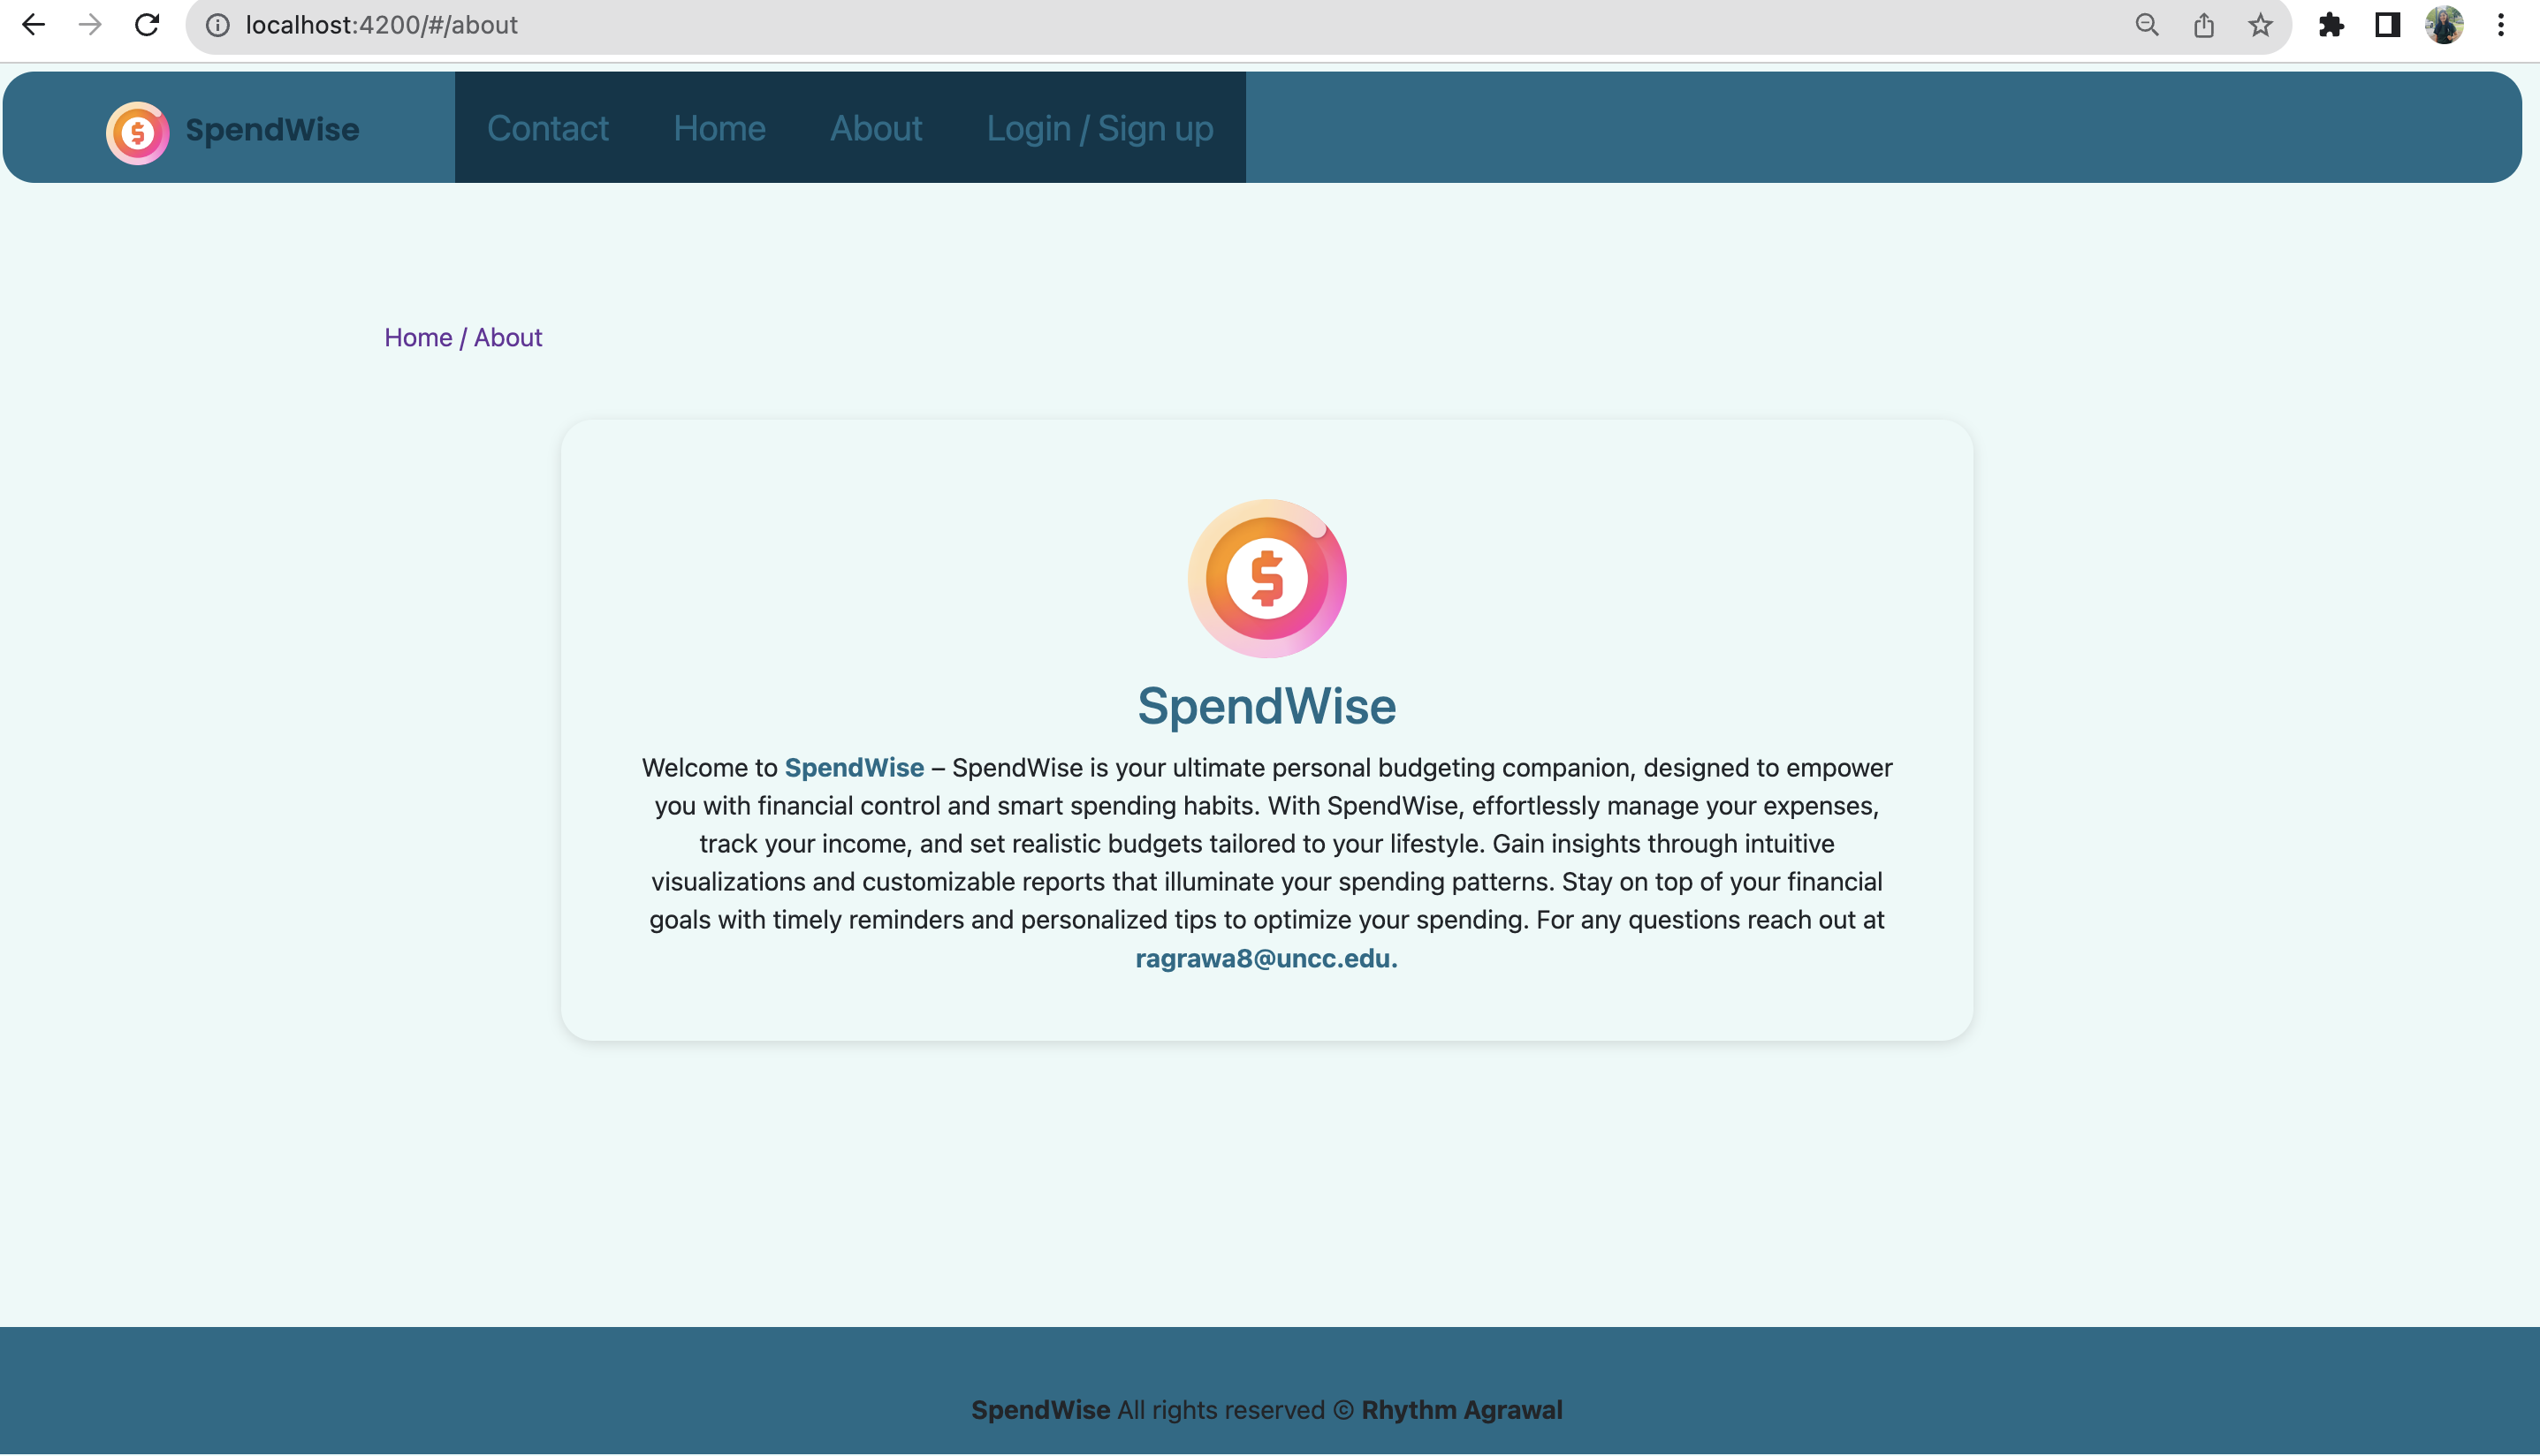 localhost:4200/#/about
SpendWise Contact Home About Login / Sign up
Home / About
$
SpendWise
Welcome to SpendWise – SpendWise is your ultimate personal budgeting companion, designed to empower
you with financial control and smart spending habits. With SpendWise, effortlessly manage your expenses,
track your income, and set realistic budgets tailored to your lifestyle. Gain insights through intuitive
visualizations and customizable reports that illuminate your spending patterns. Stay on top of your financial
goals with timely reminders and personalized tips to optimize your spending. For any questions reach out at
ragrawa8@uncc.edu.
SpendWise All rights reserved © Rhythm Agrawal